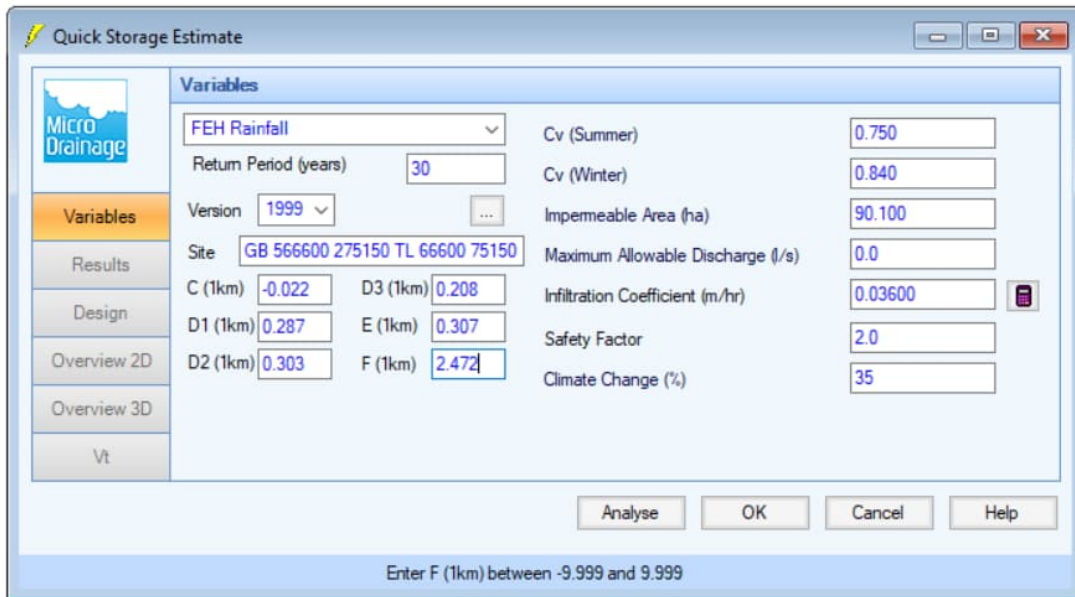 Quick Storage Estimate
Micro
Drainage
Variables
Results
Design
Overview 2D
Overview 3D
Vt
Variables
FEH Rainfall
Return Period (years) 30
Version 1999 ...
Site GB 566600 275150 TL 66600 75150
C (1km) -0.022 D3 (1km) 0.208
D1 (1km) 0.287 E (1km) 0.307
D2 (1km) 0.303 F (1km) 2.472
Cv (Summer) 0.750
Cv (Winter) 0.840
Impermeable Area (ha) 90.100
Maximum Allowable Discharge (l/s) 0.0
Infiltration Coefficient (m/hr) 0.03600
Safety Factor 2.0
Climate Change (%) 35
Analyse OK Cancel Help
Enter F (1km) between -9.999 and 9.999